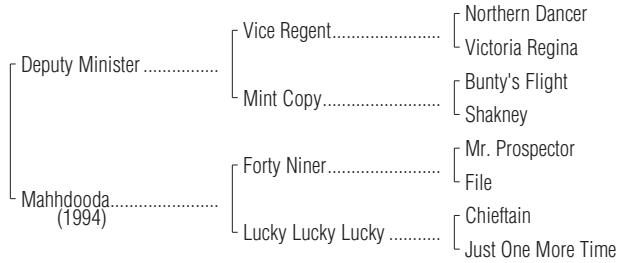 Northern Dancer
Vice Regent....................
Victoria Regina
Deputy Minister ................
Bunty's Flight
Mint Copy......................
Shakney
Mr. Prospector
Forty Niner.....................
File
Mahhdooda.......................
(1994)
Chieftain
Lucky Lucky Lucky ..........
Just One More Time